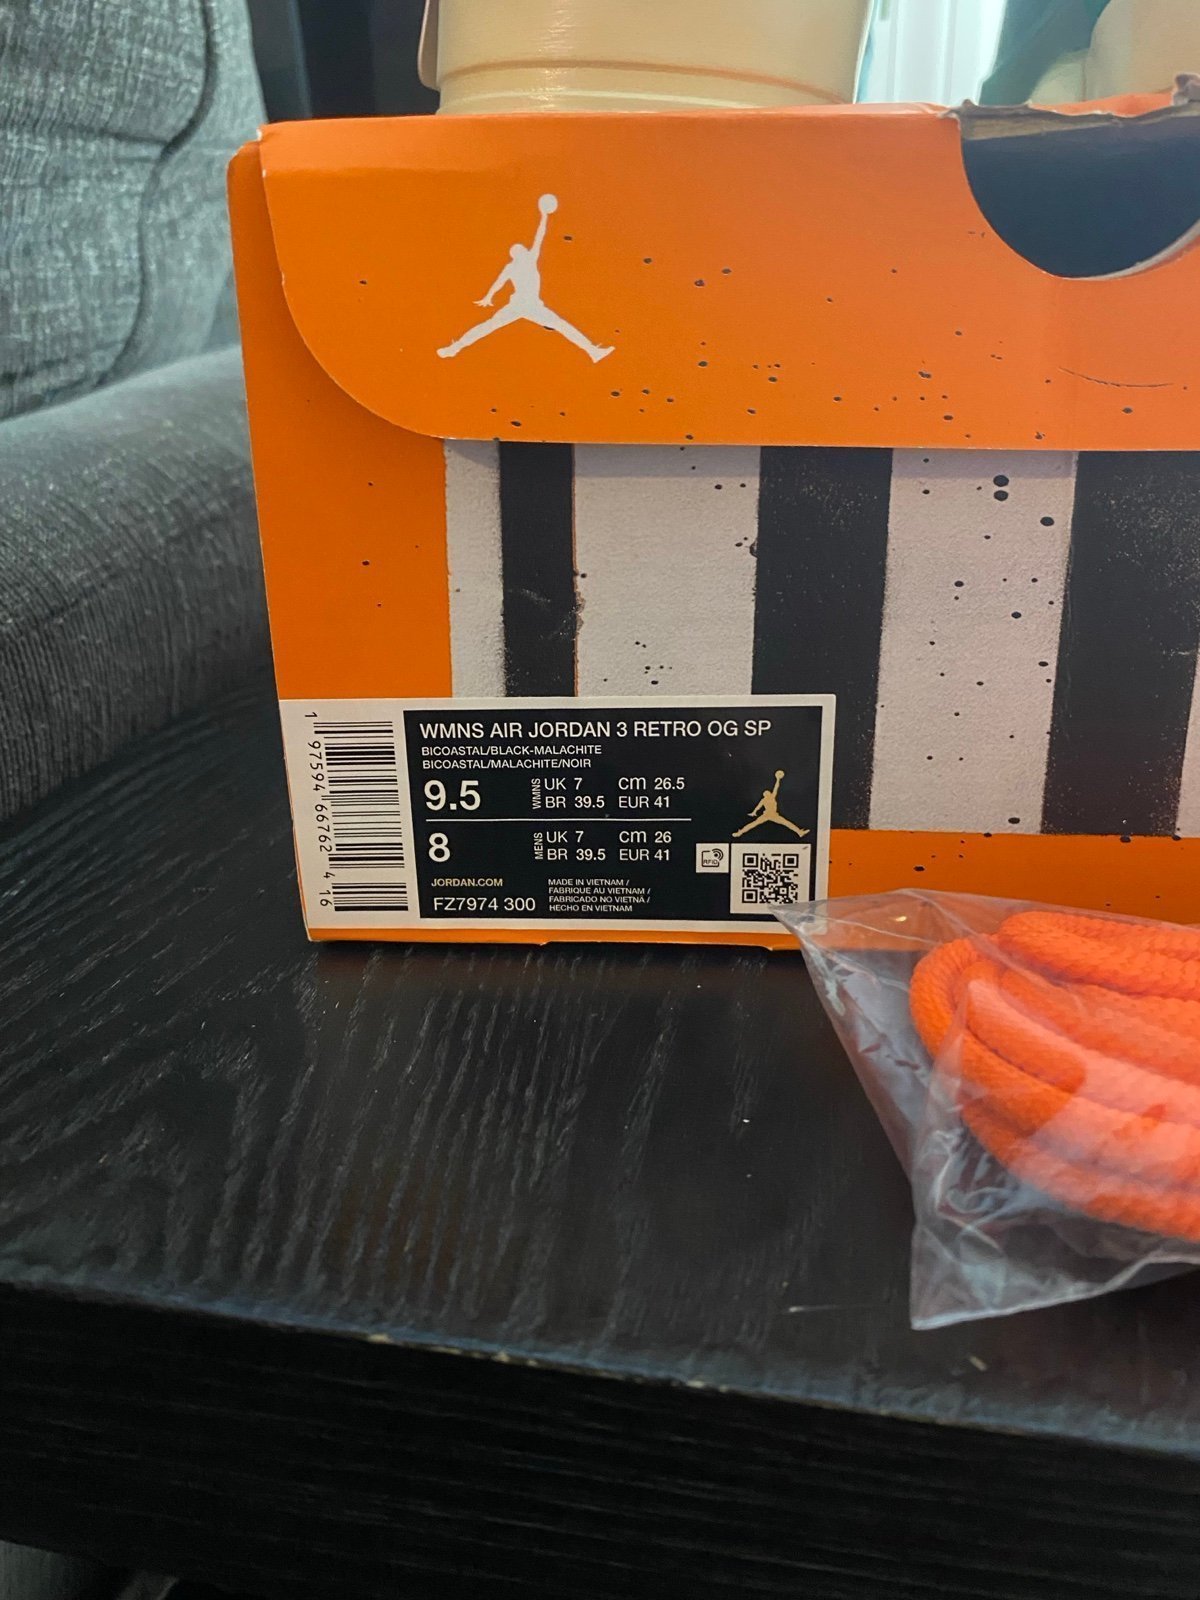 WMNS AIR JORDAN 3 RETRO OG SP
BICOASTAL/BLACK-MALACHITE
BICOASTAL/MALACHITE/NOIR
9.5 WMNS UK 7 CM 26.5
BR 39.5 EUR 41
8 MENS UK 7 CM 26
BR 39.5 EUR 41
RFID
JORDAN.COM
FZ7974 300
MADE IN VIETNAM /
FABRIQUE AU VIETNAM /
FABRICADO NO VIETNÃ /
HECHO EN VIETNAM
1 97594 66762 4 16